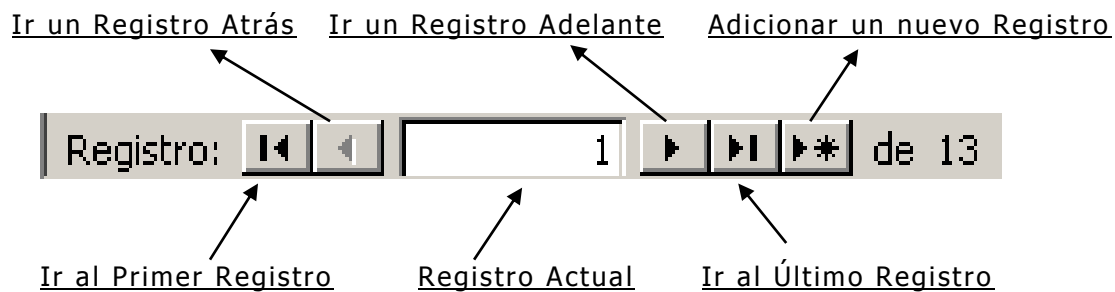 Ir un Registro Atrás Ir un Registro Adelante Adicionar un nuevo Registro
Registro: 1 de 13
Ir al Primer Registro Registro Actual Ir al Último Registro